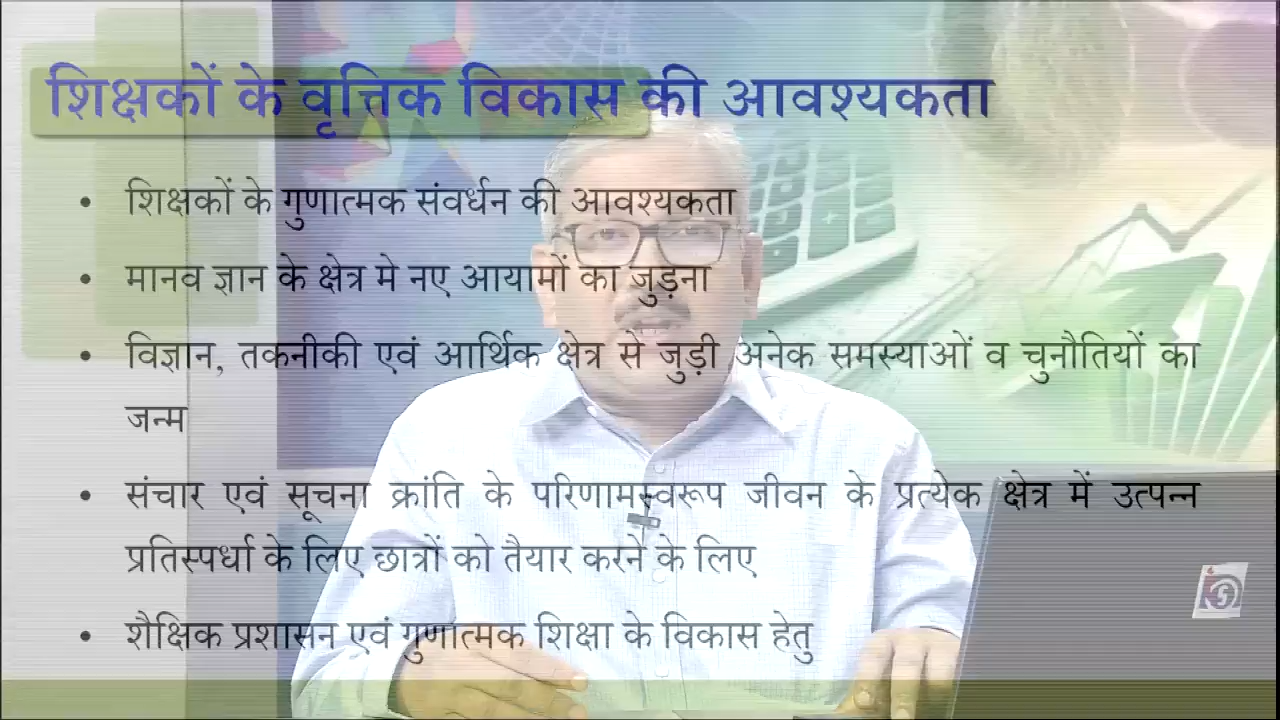 शिक्षकों के वृत्तिक विकास की आवश्यकता
• शिक्षकों के गुणात्मक संवर्धन की आवश्यकता
• मानव ज्ञान के क्षेत्र मे नए आयामों का जुड़ना
• विज्ञान, तकनीकी एवं आर्थिक क्षेत्र से जुड़ी अनेक समस्याओं व चुनौतियों का
जन्म
• संचार एवं सूचना क्रांति के परिणामस्वरूप जीवन के प्रत्येक क्षेत्र में उत्पन्न
प्रतिस्पर्धा के लिए छात्रों को तैयार करने के लिए
• शैक्षिक प्रशासन एवं गुणात्मक शिक्षा के विकास हेतु